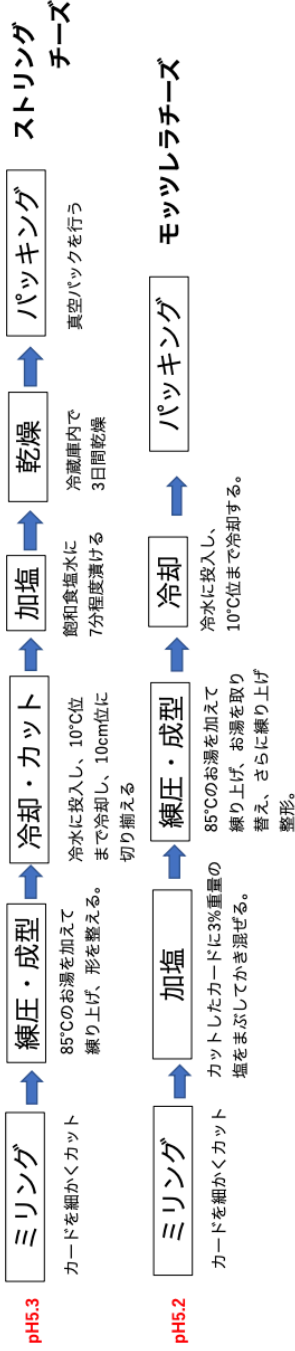 pH5.3
ミリング
カードを細かくカット
練圧・成型
85℃のお湯を加えて
練り上げ、形を整える。
冷却・カット
冷水に投入し、10℃位
まで冷却し、10cm位に
切り揃える
加塩
飽和食塩水に
7分程度漬ける
乾燥
冷蔵庫内で
3日間乾燥
パッキング
真空パックを行う
ストリング
チーズ
pH5.2
ミリング
カードを細かくカット
加塩
カットしたカードに3%重量の
塩をまぶしてかき混ぜる。
練圧・成型
85℃のお湯を加えて
練り上げ、お湯を取り
替え、さらに練り上げ
整形。
冷却
冷水に投入し、
10℃位まで冷却する。
パッキング
モッツレラチーズ